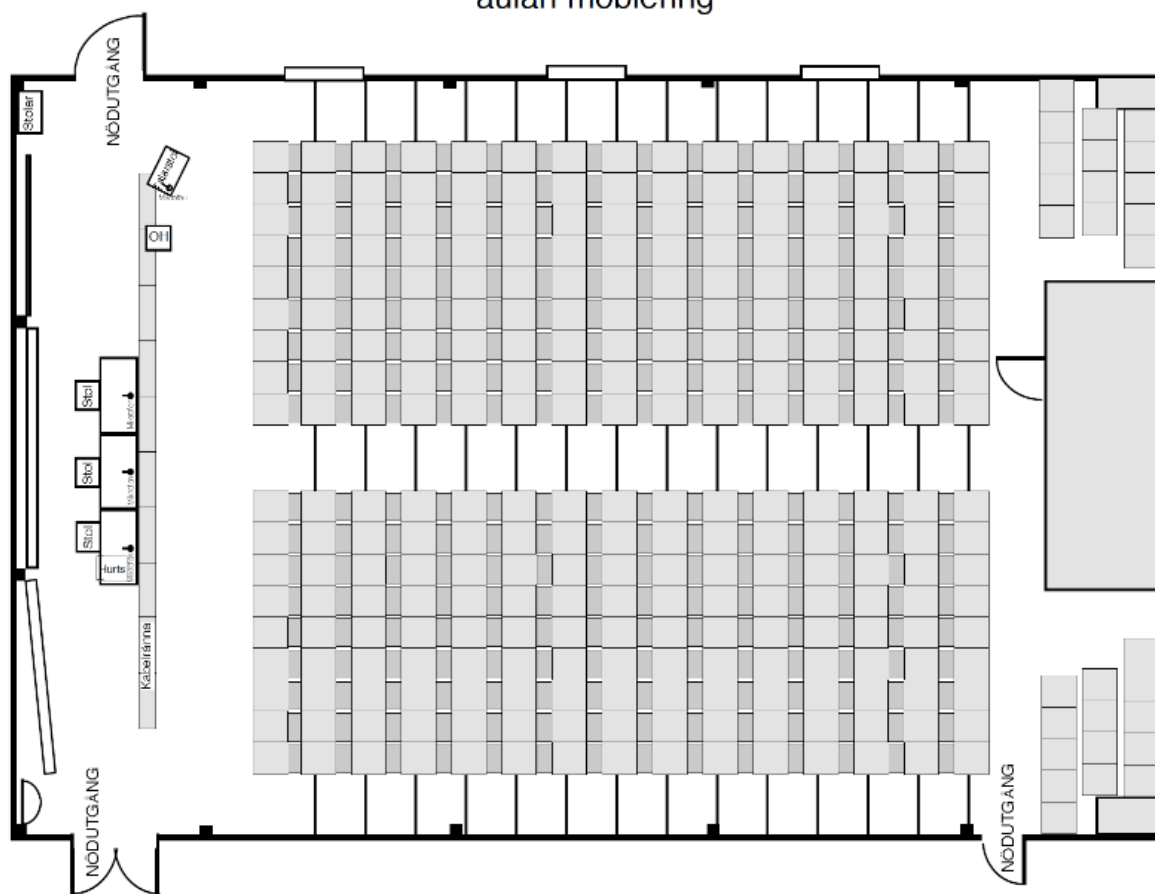 aulan möblering
NÖDUTGÅNG
Stolar
OH
Stol
Stol
Stol
Hurts
Kabelränna
NÖDUTGÅNG
NÖDUTGÅNG